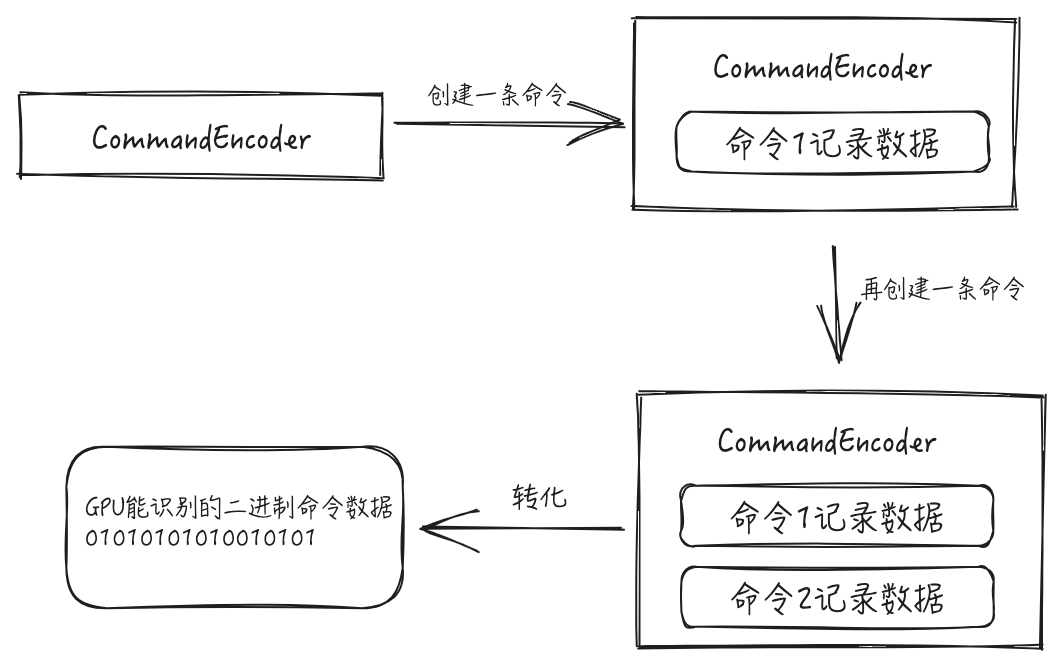 CommandEncoder
创建一条命令
CommandEncoder
命令1记录数据
再创建一条命令
CommandEncoder
命令1记录数据
命令2记录数据
转化
GPU能识别的二进制命令数据
01010101010010101